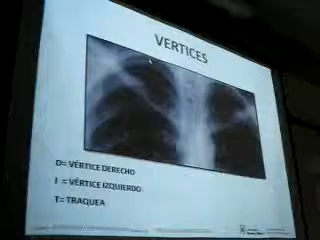 VERTICES
D= VÉRTICE DERECHO
I = VÉRTICE IZQUIERDO
T= TRAQUEA